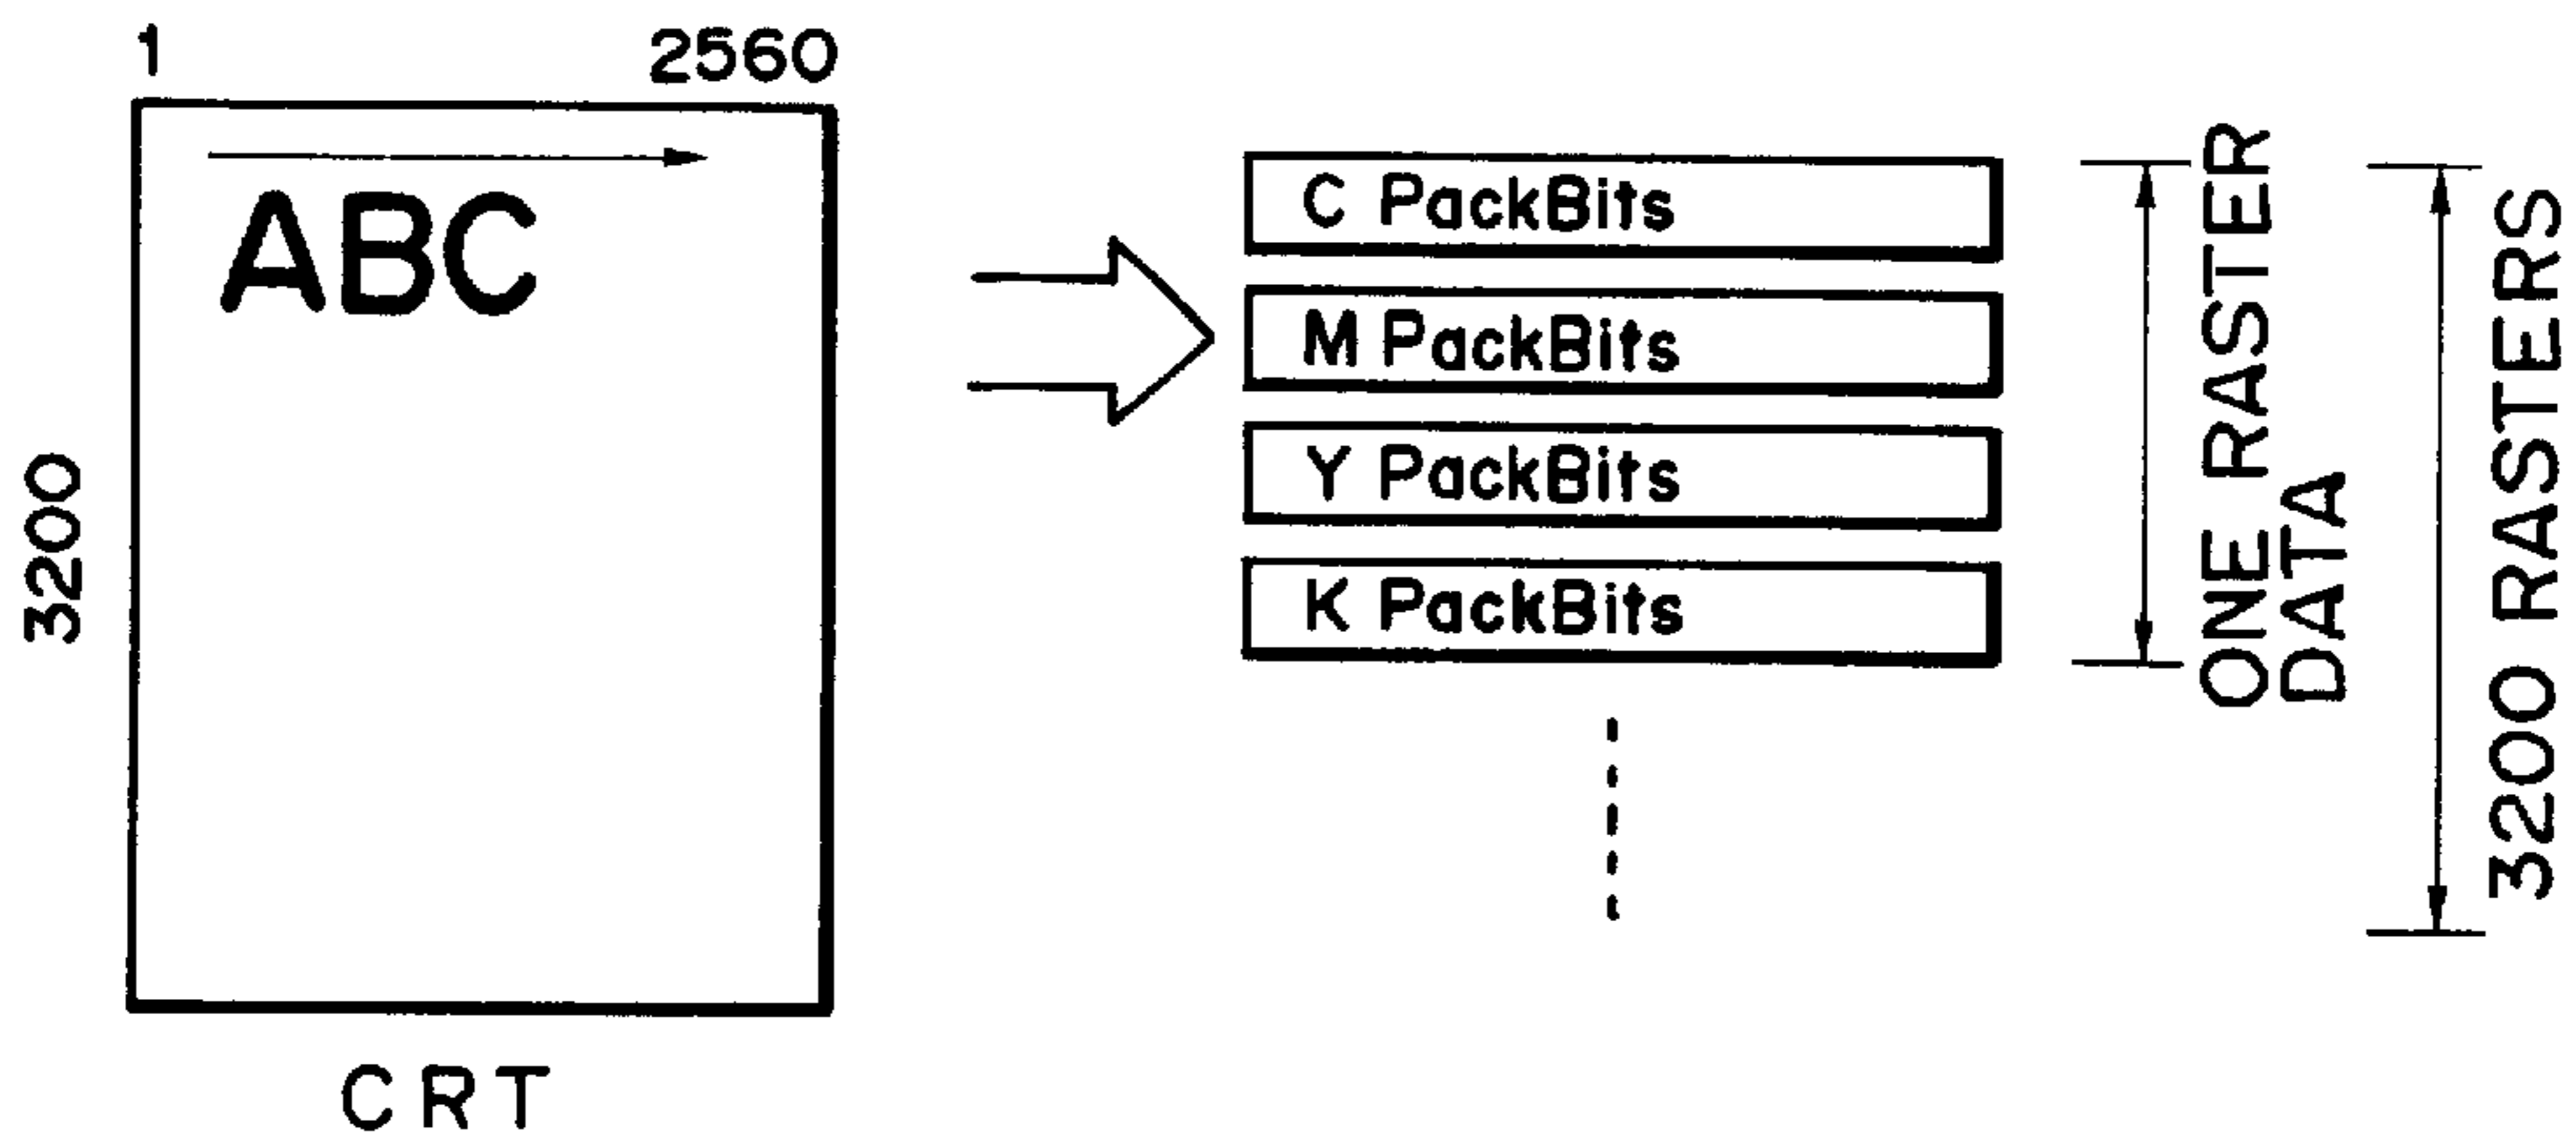 1
2560
ABC
3200
CRT
C PackBits
M PackBits
Y PackBits
K PackBits
ONE RASTER
DATA
3200 RASTERS